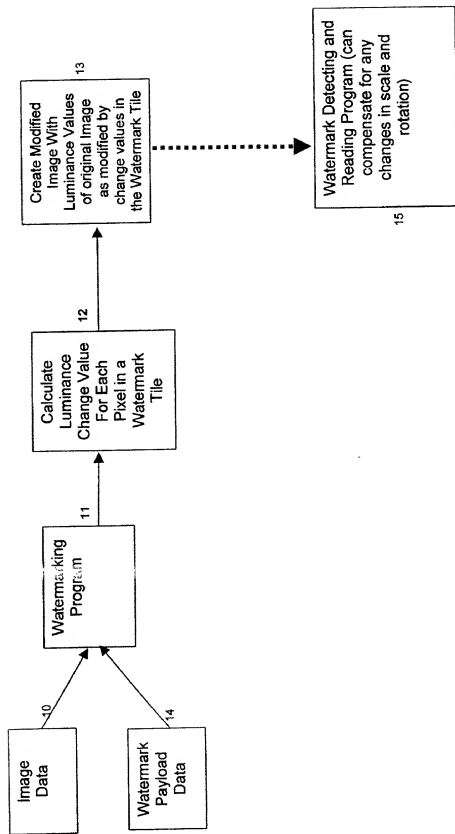 Image
Data
10
Watermark
Payload
Data
14
Watermarking
Program
11
Calculate
Luminance
Change Value
For Each
Pixel in a
Watermark
Tile
12
Create Modified
Image With
Luminance Values
of original Image
as modified by
change values in
the Watermark Tile
13
Watermark Detecting and
Reading Program (can
compensate for any
changes in scale and
rotation)
15